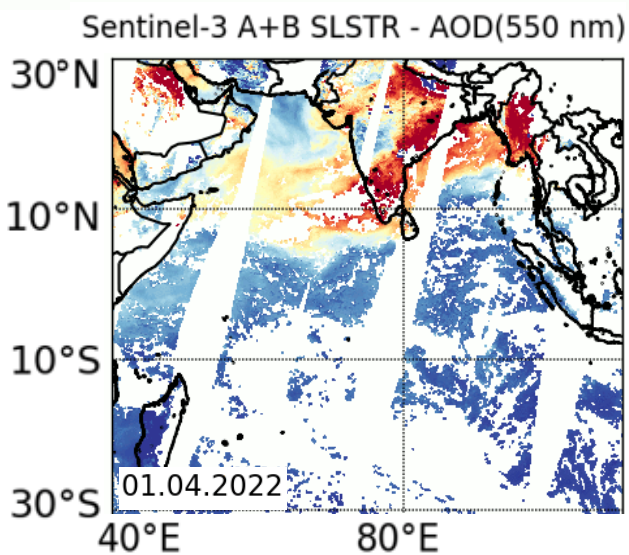 Sentinel-3 A+B SLSTR - AOD(550 nm)
30°N
10°N
10°S
30°S
01.04.2022
40°E
80°E